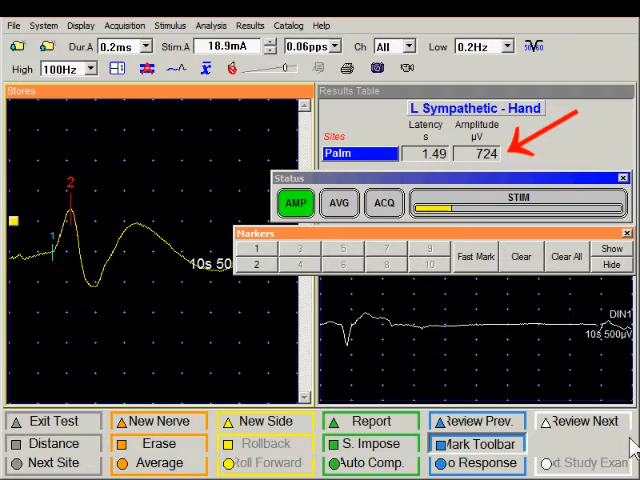 File System Display Acquisition Stimulus Analysis Results Catalog Help
Dur.A 0.2ms Stim.A 18.9mA 0.06pps Ch All Low 0.2Hz
High 100Hz
Stores
Results Table
L Sympathetic - Hand
Latency Amplitude
Sites s µV
Palm 1.49 724
Status
AMP AVG ACQ STIM
Markers
1 3 5 7 9 Fast Mark Clear Clear All Show
2 4 6 8 10 Hide
2
1
10s 50
DIN1
10s 500µV
Exit Test New Nerve New Side Report Review Prev. Review Next
Distance Erase Rollback S. Impose Mark Toolbar
Next Site Average Roll Forward Auto Comp. o Response xt Study Exan